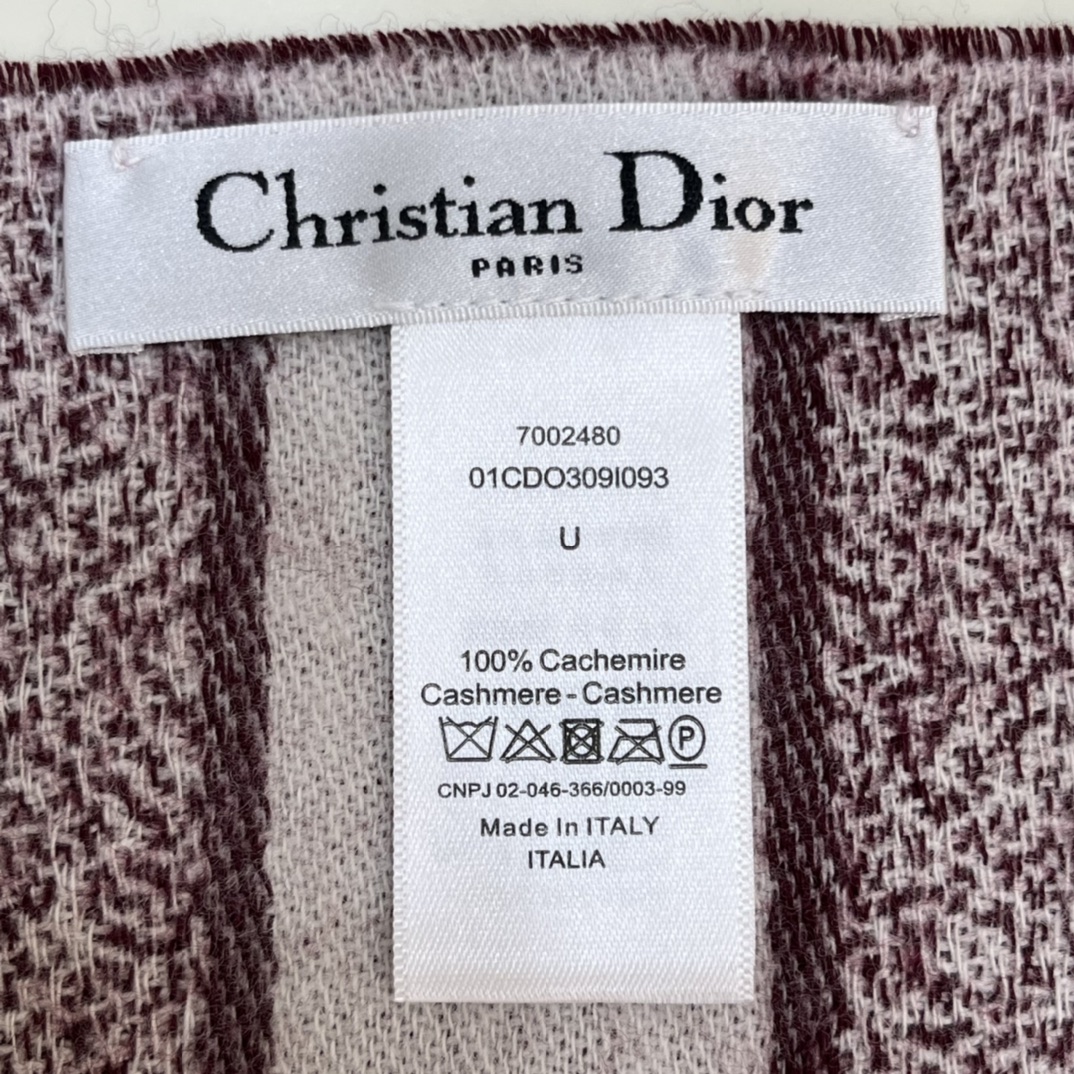 Christian Dior
PARIS
7002480
01CDO309I093
U
100% Cachemire
Cashmere - Cashmere
P
CNPJ 02-046-366/0003-99
Made In ITALY
ITALIA